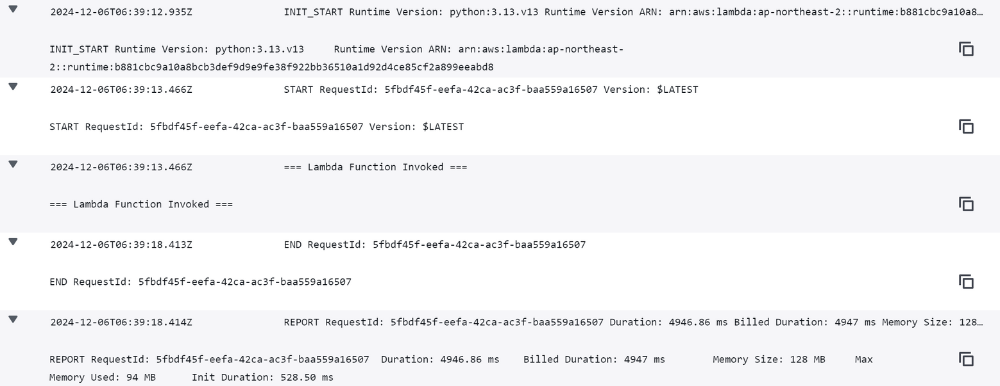 2024-12-06T06:39:12.935Z INIT_START Runtime Version: python:3.13.v13 Runtime Version ARN: arn:aws:lambda:ap-northeast-2::runtime:b881cbc9a10a8…
INIT_START Runtime Version: python:3.13.v13 Runtime Version ARN: arn:aws:lambda:ap-northeast-
2::runtime:b881cbc9a10a8bcb3def9d9e9fe38f922bb36510a1d92d4ce85cf2a899eeabd8
2024-12-06T06:39:13.466Z START RequestId: 5fbdf45f-eefa-42ca-ac3f-baa559a16507 Version: $LATEST
START RequestId: 5fbdf45f-eefa-42ca-ac3f-baa559a16507 Version: $LATEST
2024-12-06T06:39:13.466Z === Lambda Function Invoked ===
=== Lambda Function Invoked ===
2024-12-06T06:39:18.413Z END RequestId: 5fbdf45f-eefa-42ca-ac3f-baa559a16507
END RequestId: 5fbdf45f-eefa-42ca-ac3f-baa559a16507
2024-12-06T06:39:18.414Z REPORT RequestId: 5fbdf45f-eefa-42ca-ac3f-baa559a16507 Duration: 4946.86 ms Billed Duration: 4947 ms Memory Size: 128…
REPORT RequestId: 5fbdf45f-eefa-42ca-ac3f-baa559a16507 Duration: 4946.86 ms Billed Duration: 4947 ms Memory Size: 128 MB Max
Memory Used: 94 MB Init Duration: 528.50 ms